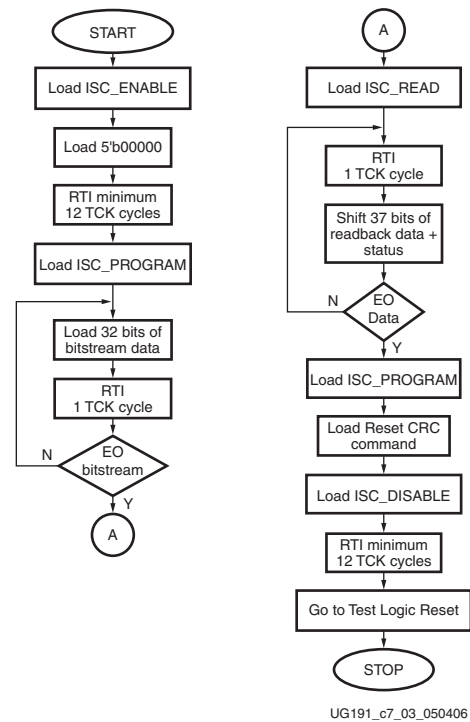 START
Load ISC_ENABLE
Load 5'b00000
RTI minimum
12 TCK cycles
Load ISC_PROGRAM
Load 32 bits of
bitstream data
RTI
1 TCK cycle
N
EO
bitstream
Y
A
A
Load ISC_READ
RTI
1 TCK cycle
Shift 37 bits of
readback data +
status
N
EO
Data
Y
Load ISC_PROGRAM
Load Reset CRC
command
Load ISC_DISABLE
RTI minimum
12 TCK cycles
Go to Test Logic Reset
STOP
UG191_c7_03_050406